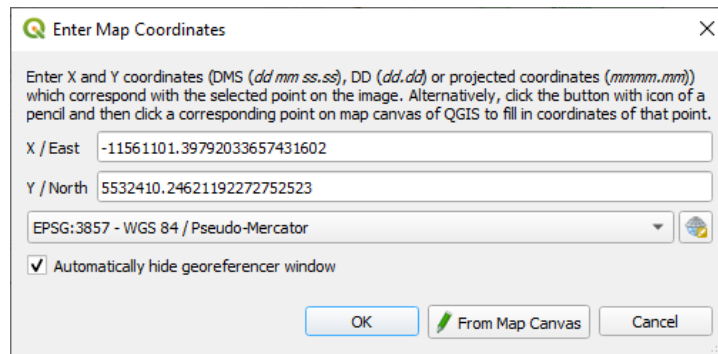 Enter Map Coordinates
Enter X and Y coordinates (DMS (dd mm ss.ss), DD (dd.dd) or projected coordinates (mmmm.mm))
which correspond with the selected point on the image. Alternatively, click the button with icon of a
pencil and then click a corresponding point on map canvas of QGIS to fill in coordinates of that point.
X / East -11561101.39792033657431602
Y / North 5532410.24621192272752523
EPSG:3857 - WGS 84 / Pseudo-Mercator
Automatically hide georeferencer window
OK From Map Canvas Cancel